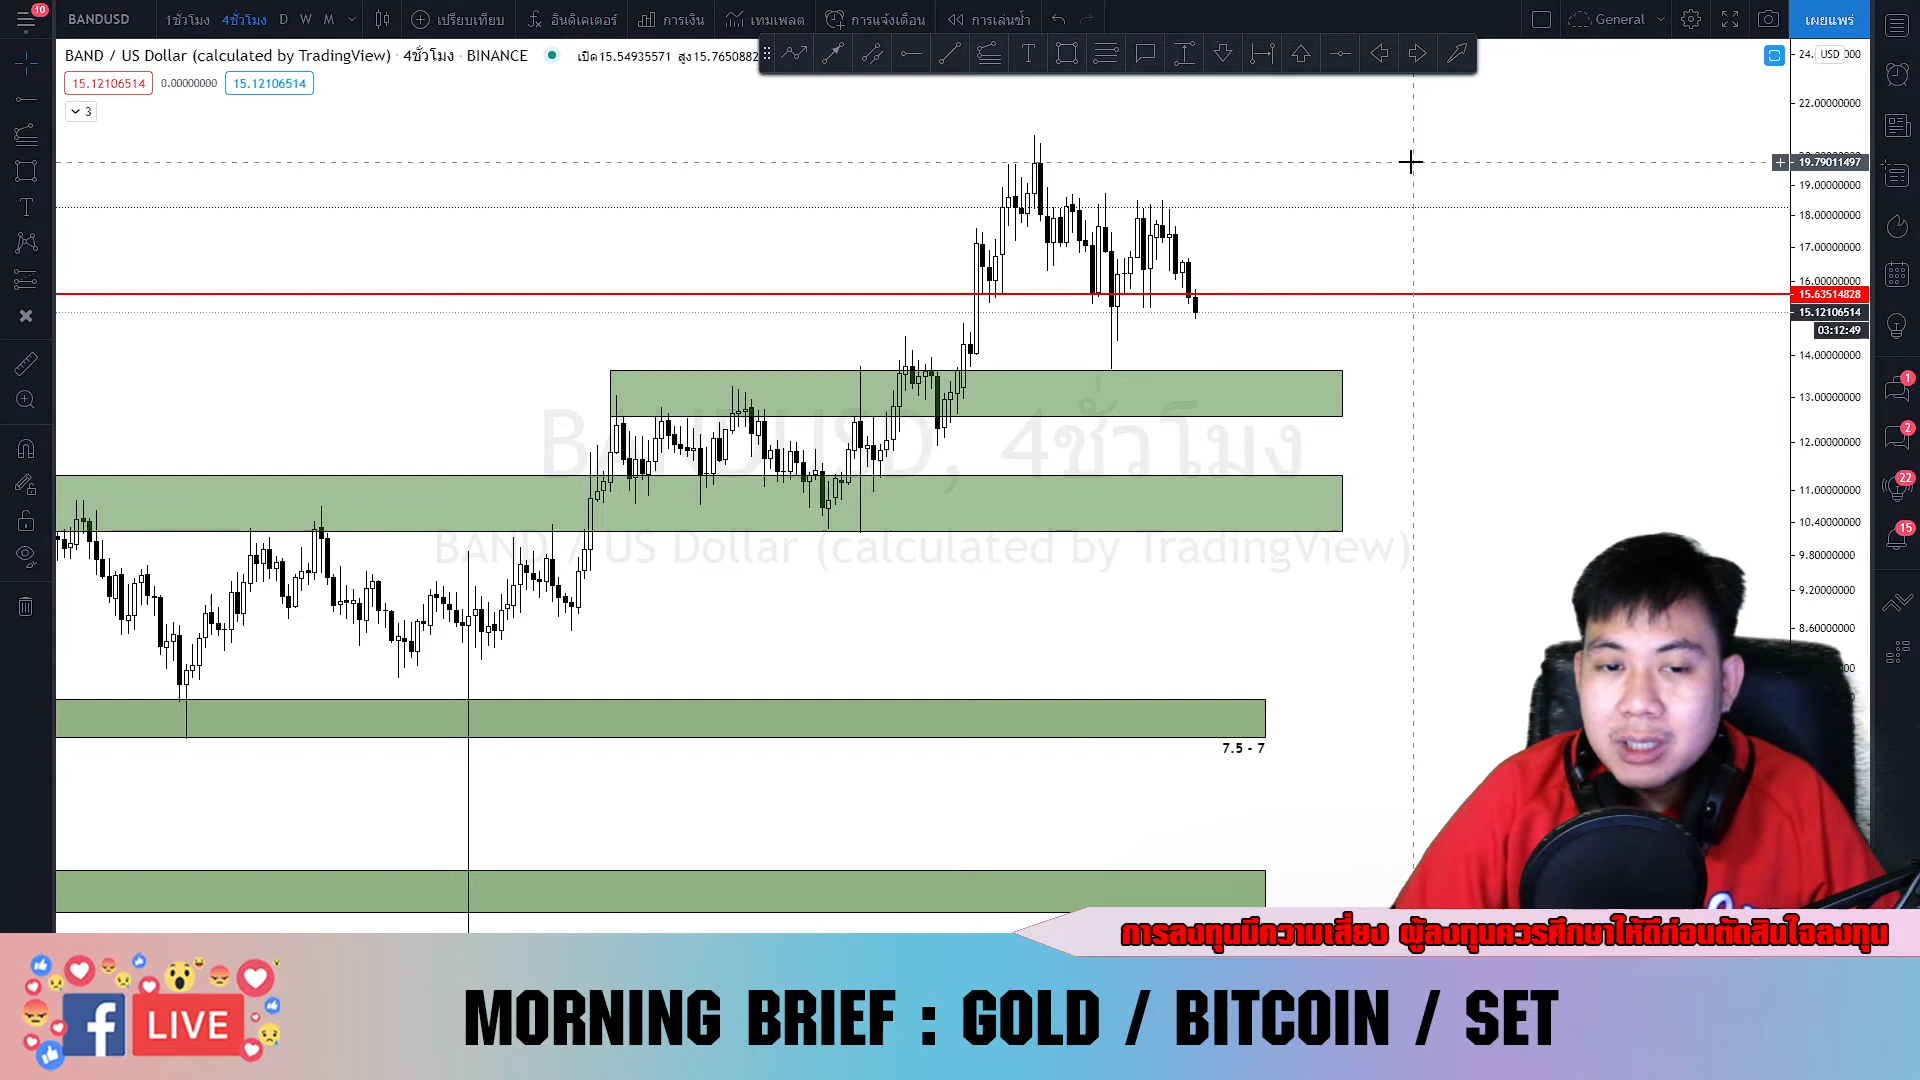 10
BANDUSD
1ชั่วโมง
4ชั่วโมง
D
W
M
เปรียบเทียบ
อินดิเคเตอร์
การเงิน
เทมเพลต
การแจ้งเตือน
การเล่นซ้ำ
General
เผยแพร่
BAND / US Dollar (calculated by TradingView) · 4ชั่วโมง · BINANCE
เปิด15.54935571 สูง15.7650882
15.12106514
0.00000000
15.12106514
3
24.
USD
22.00000000
19.79011497
19.00000000
18.00000000
17.00000000
16.00000000
15.63514828
15.12106514
03:12:49
14.00000000
13.00000000
12.00000000
11.00000000
10.40000000
9.80000000
9.20000000
8.60000000
1
2
22
15
BANDUSD, 4ชั่วโมง
BAND / US Dollar (calculated by TradingView)
7.5 - 7
การลงทุนมีความเสี่ยง ผู้ลงทุนควรศึกษาให้ดีก่อนตัดสินใจลงทุน
f LIVE
MORNING BRIEF : GOLD / BITCOIN / SET